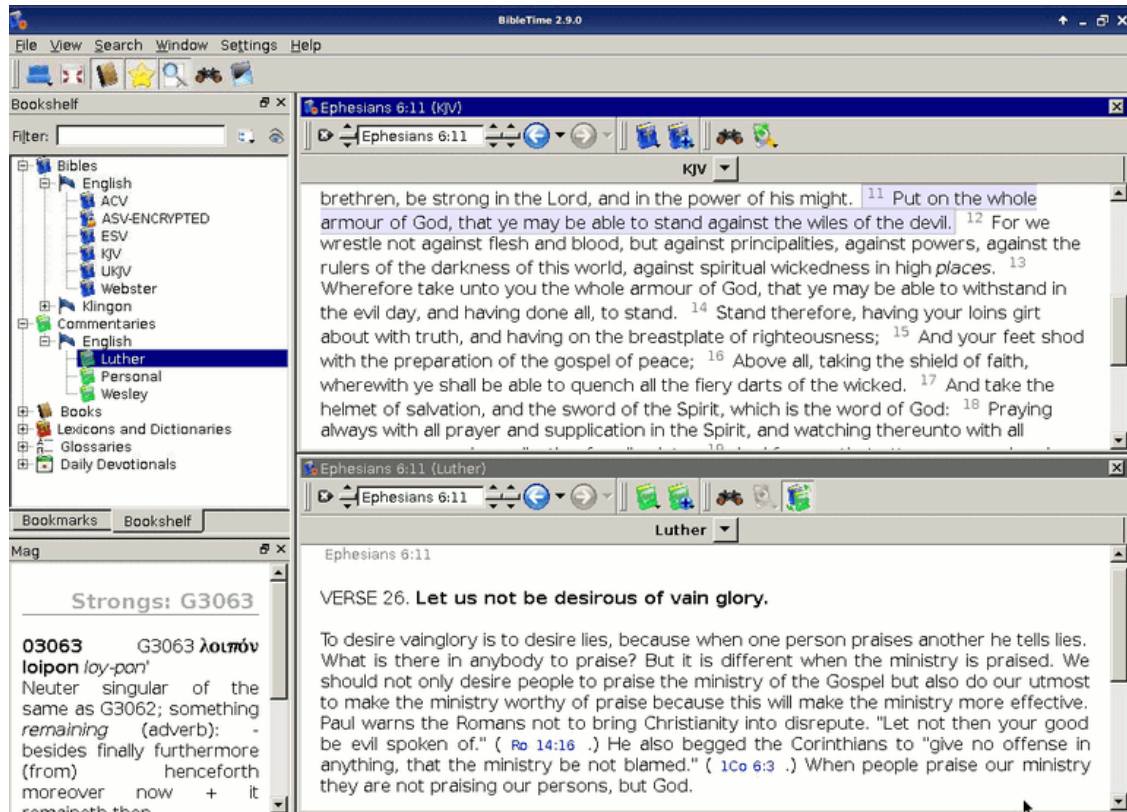 BibleTime 2.9.0
File View Search Window Settings Help
Bookshelf
Filter:
Bibles
English
ACV
ASV-ENCRYPTED
ESV
KJV
UKJV
Webster
Klingon
Commentaries
English
Luther
Personal
Wesley
Books
Lexicons and Dictionaries
Glossaries
Daily Devotionals
Bookmarks Bookshelf
Mag
Strongs: G3063
03063 G3063 λοιπόν
loipon loy-pon'
Neuter singular of the
same as G3062; something
remaining (adverb): -
besides finally furthermore
(from) henceforth
moreover now + it
remaineth then
Ephesians 6:11 (KJV)
Ephesians 6:11
KJV
brethren, be strong in the Lord, and in the power of his might. 11 Put on the whole
armour of God, that ye may be able to stand against the wiles of the devil. 12 For we
wrestle not against flesh and blood, but against principalities, against powers, against the
rulers of the darkness of this world, against spiritual wickedness in high places. 13
Wherefore take unto you the whole armour of God, that ye may be able to withstand in
the evil day, and having done all, to stand. 14 Stand therefore, having your loins girt
about with truth, and having on the breastplate of righteousness; 15 And your feet shod
with the preparation of the gospel of peace; 16 Above all, taking the shield of faith,
wherewith ye shall be able to quench all the fiery darts of the wicked. 17 And take the
helmet of salvation, and the sword of the Spirit, which is the word of God: 18 Praying
always with all prayer and supplication in the Spirit, and watching thereunto with all
Ephesians 6:11 (Luther)
Ephesians 6:11
Luther
Ephesians 6:11
VERSE 26. Let us not be desirous of vain glory.
To desire vainglory is to desire lies, because when one person praises another he tells lies.
What is there in anybody to praise? But it is different when the ministry is praised. We
should not only desire people to praise the ministry of the Gospel but also do our utmost
to make the ministry worthy of praise because this will make the ministry more effective.
Paul warns the Romans not to bring Christianity into disrepute. "Let not then your good
be evil spoken of." ( Ro 14:16 .) He also begged the Corinthians to "give no offense in
anything, that the ministry be not blamed." ( 1Co 6:3 .) When people praise our ministry
they are not praising our persons, but God.